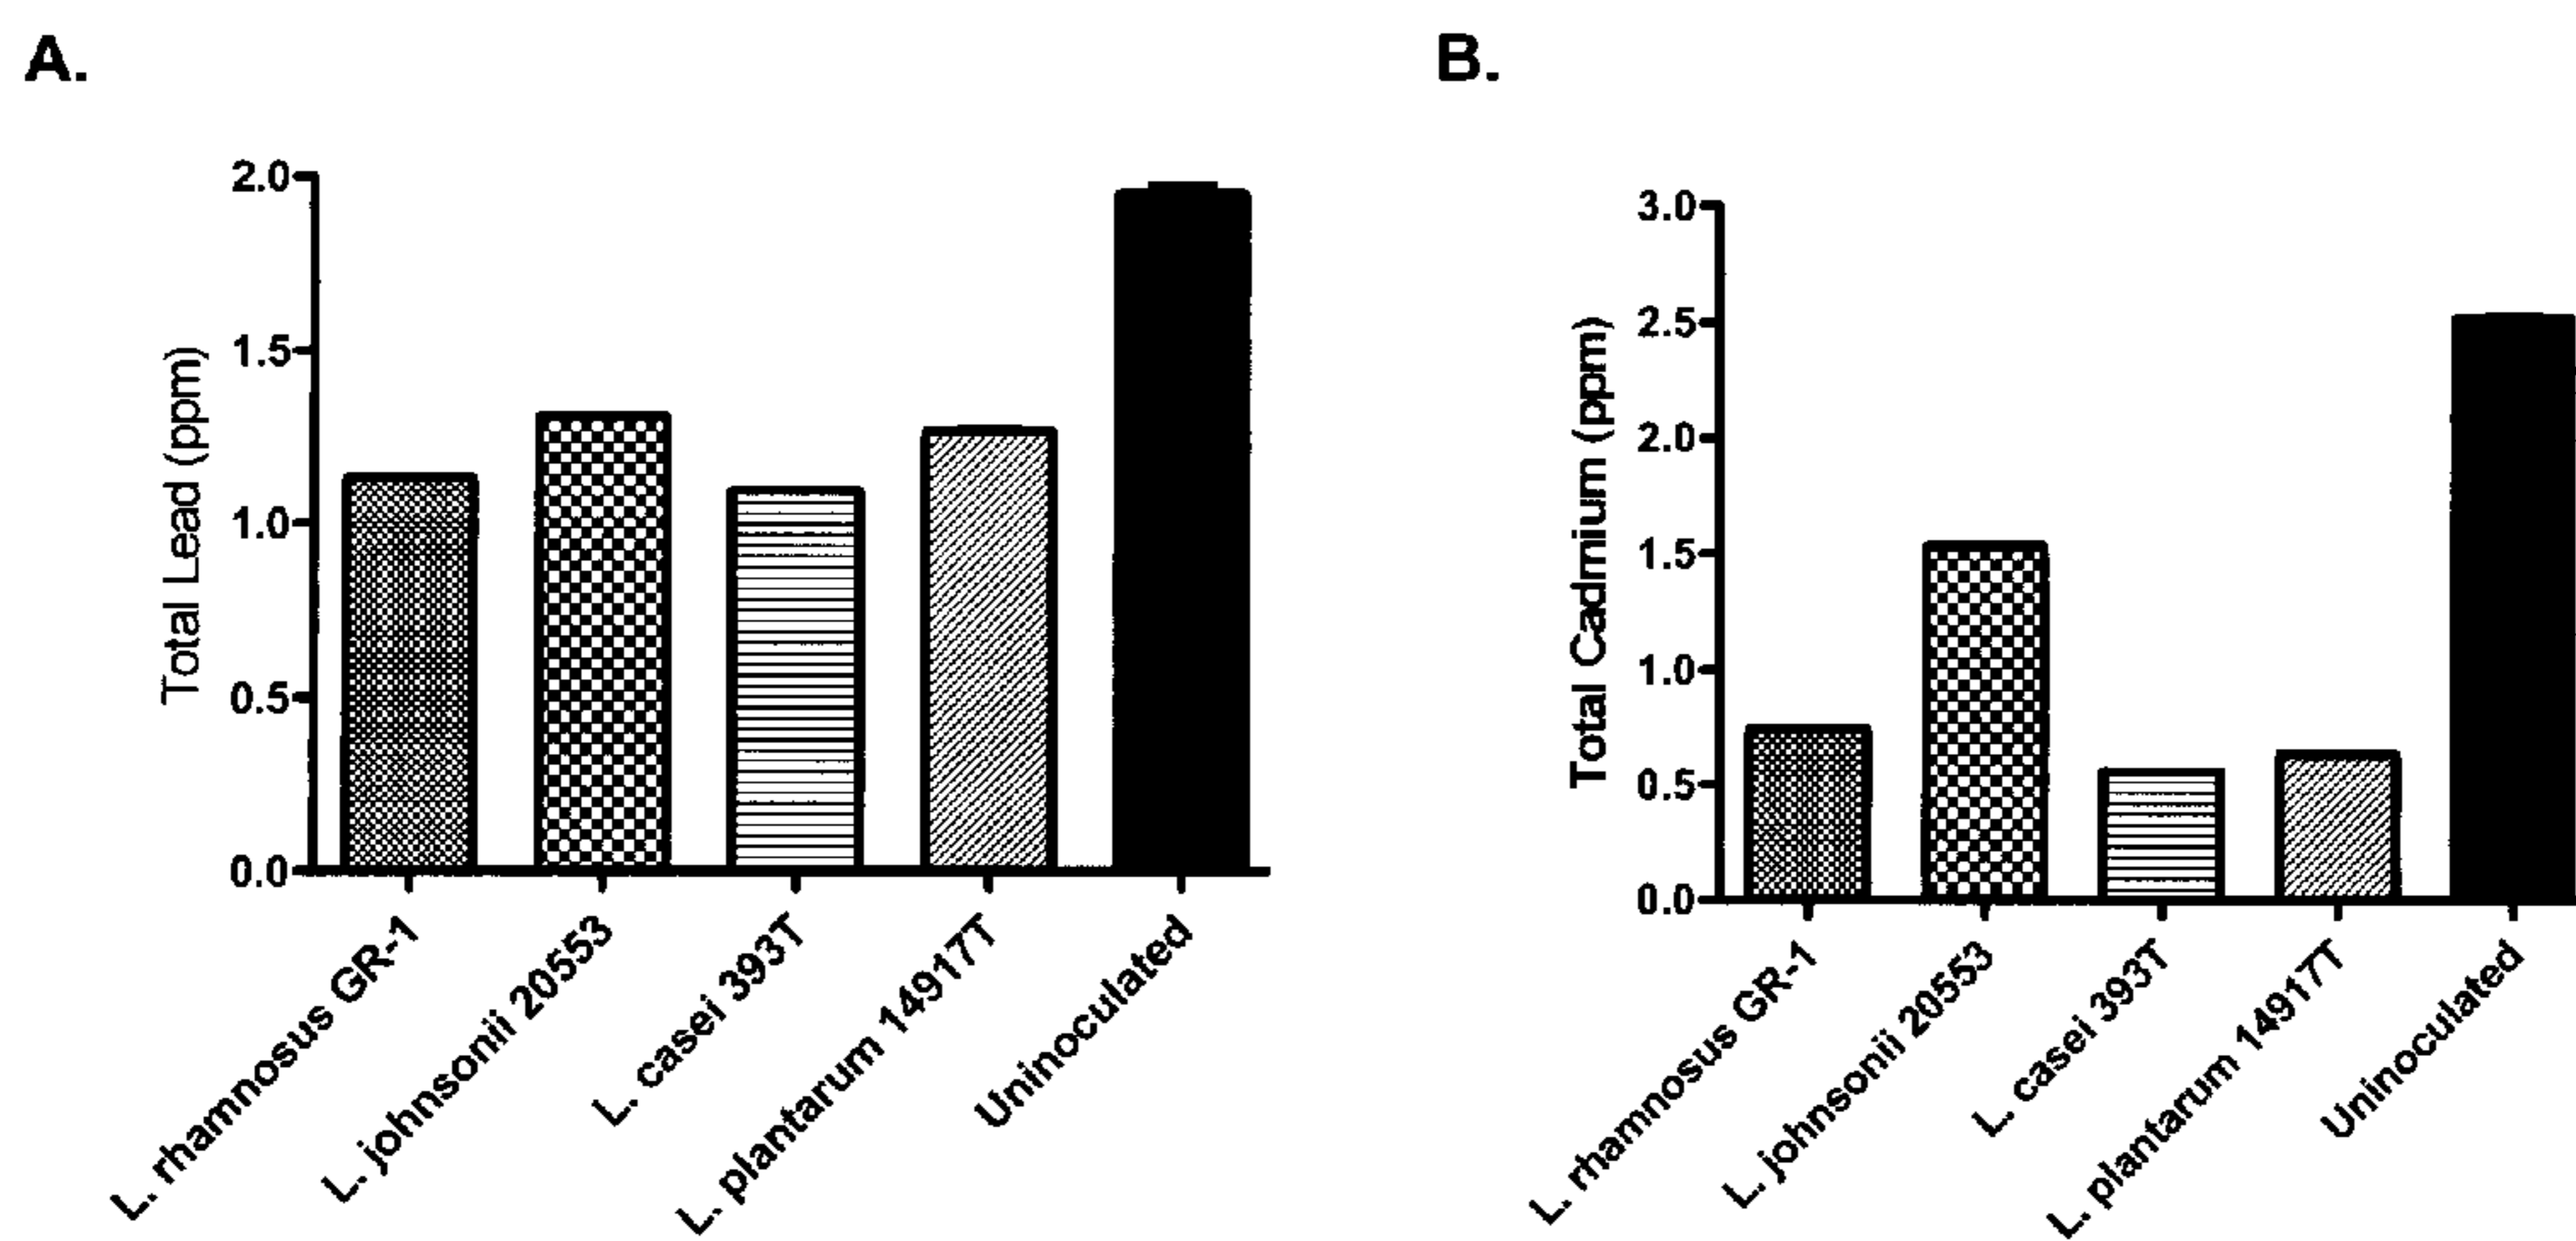 A.
Total Lead (ppm)
2.0
1.5
1.0
0.5
0.0
L. rhamnosus GR-1
L. johnsonii 20553
L. casei 393T
L. plantarum 14917T
Uninoculated
B.
Total Cadmium (ppm)
3.0
2.5
2.0
1.5
1.0
0.5
0.0
L. rhamnosus GR-1
L. johnsonii 20553
L. casei 393T
L. plantarum 14917T
Uninoculated